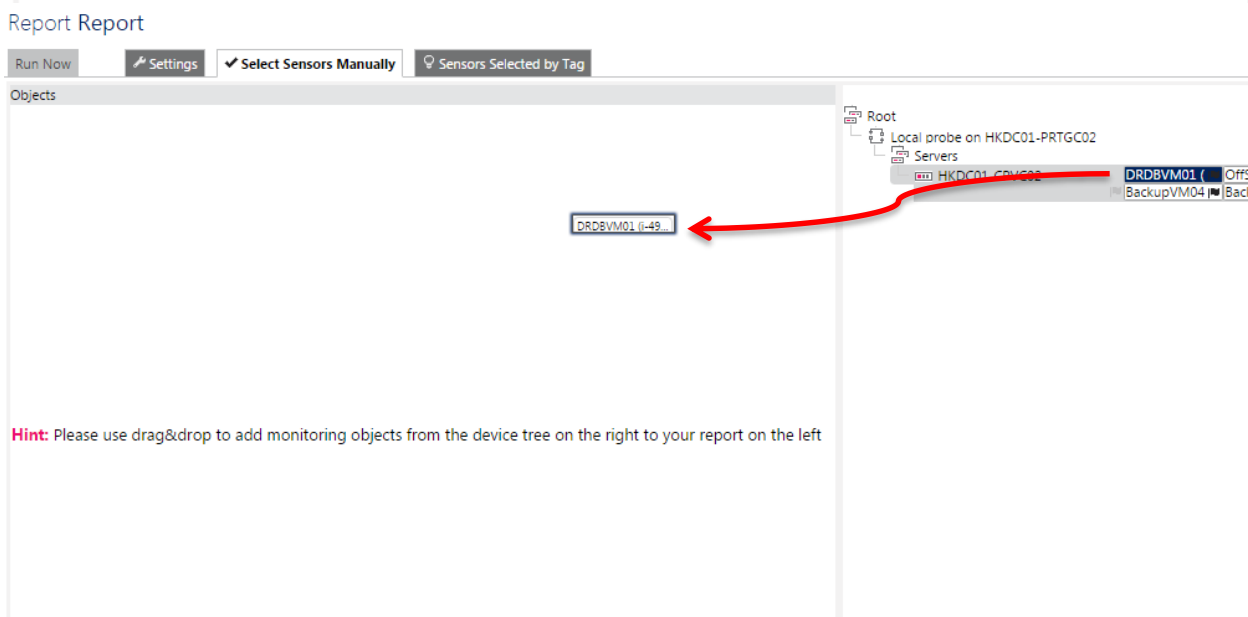 Report Report
Run Now Settings Select Sensors Manually Sensors Selected by Tag
Objects
Root
Local probe on HKDC01-PRTGC02
Servers
DRDBVM01 ( OffS
BackupVM04 Back
DRDBVM01 (i-49...
Hint: Please use drag&drop to add monitoring objects from the device tree on the right to your report on the left